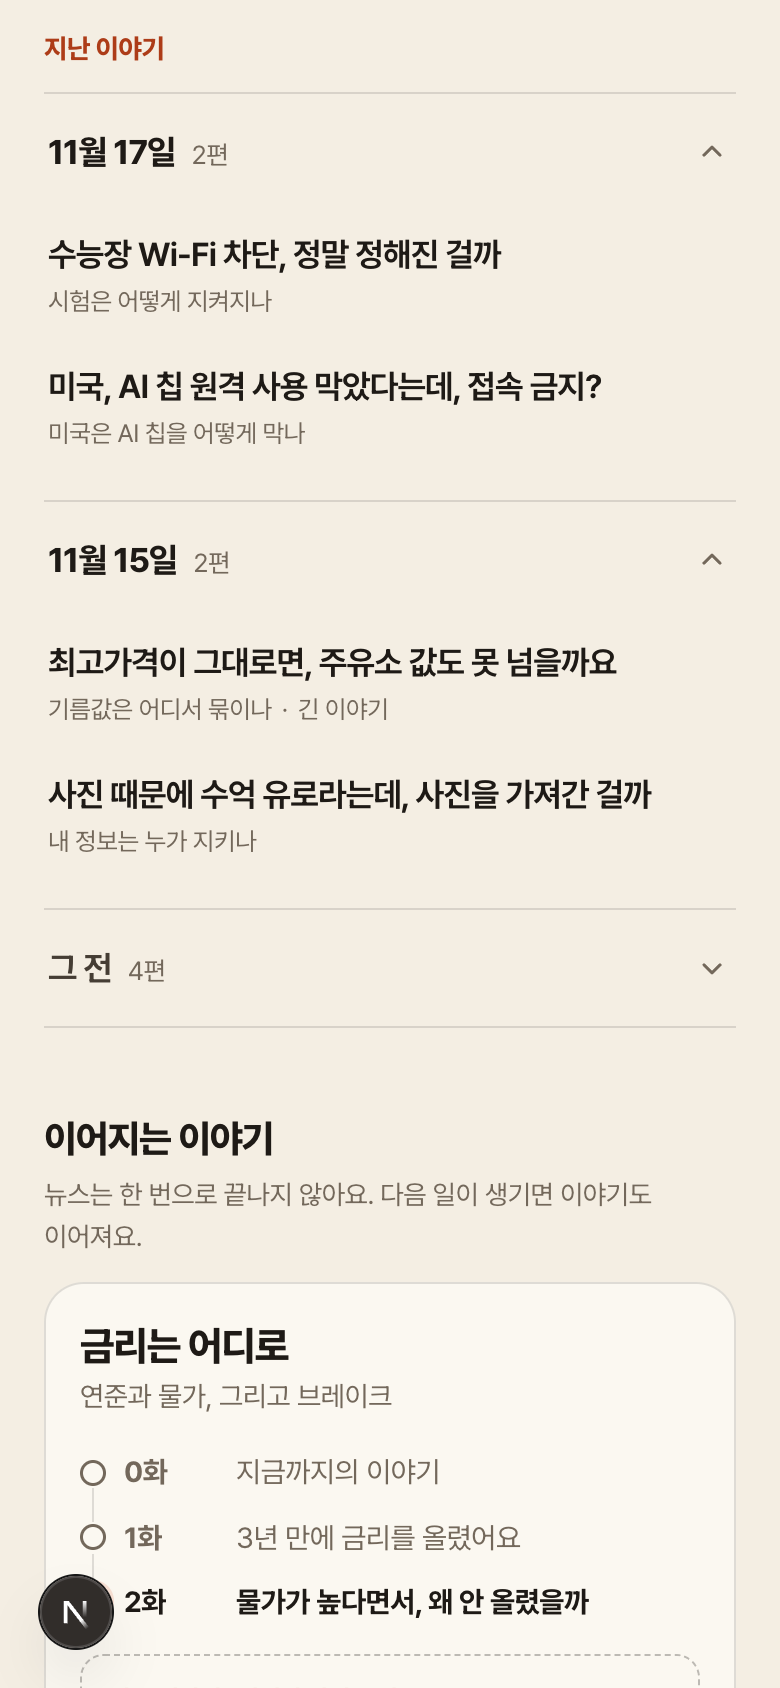 지난 이야기
11월 17일 2편
수능장 Wi-Fi 차단, 정말 정해진 걸까
시험은 어떻게 지켜지나
미국, AI 칩 원격 사용 막았다는데, 접속 금지?
미국은 AI 칩을 어떻게 막나
11월 15일 2편
최고가격이 그대로면, 주유소 값도 못 넘을까요
기름값은 어디서 묶이나 · 긴 이야기
사진 때문에 수억 유로라는데, 사진을 가져간 걸까
내 정보는 누가 지키나
그 전 4편
이어지는 이야기
뉴스는 한 번으로 끝나지 않아요. 다음 일이 생기면 이야기도
이어져요.
금리는 어디로
연준과 물가, 그리고 브레이크
0화 지금까지의 이야기
1화 3년 만에 금리를 올렸어요
2화 물가가 높다면서, 왜 안 올렸을까
N